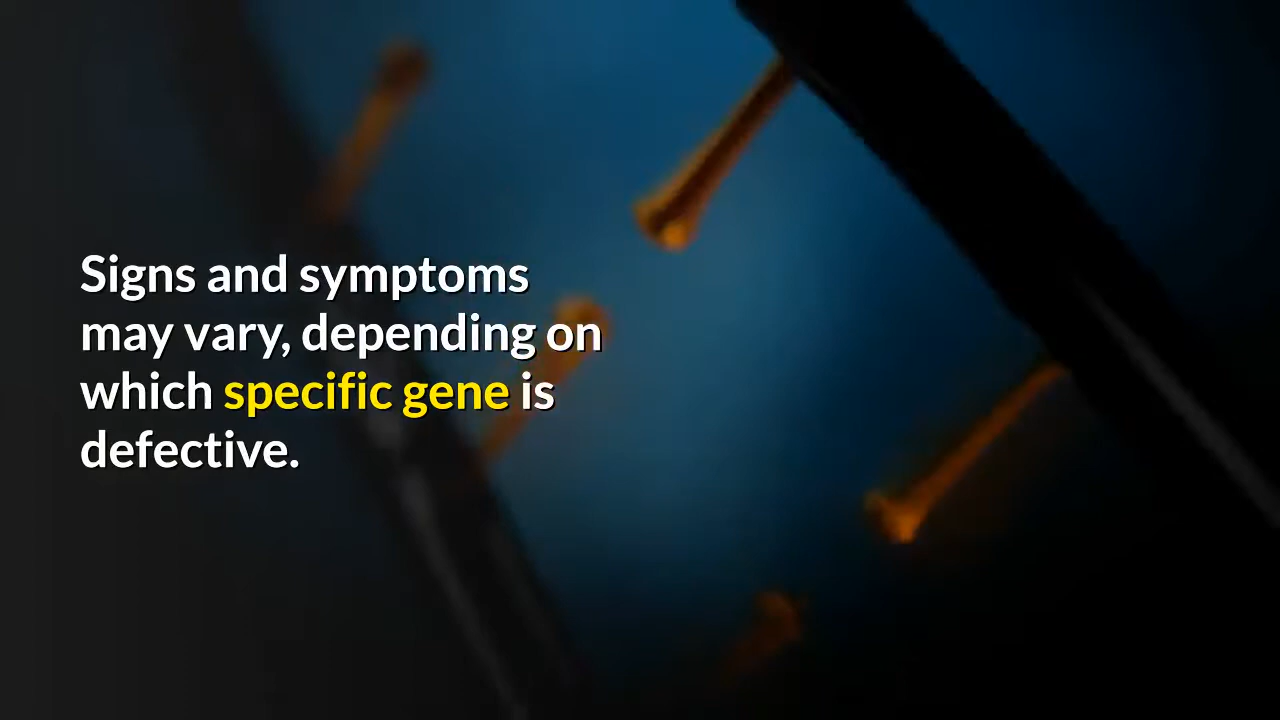 Signs and symptoms
may vary, depending on
which specific gene is
defective.